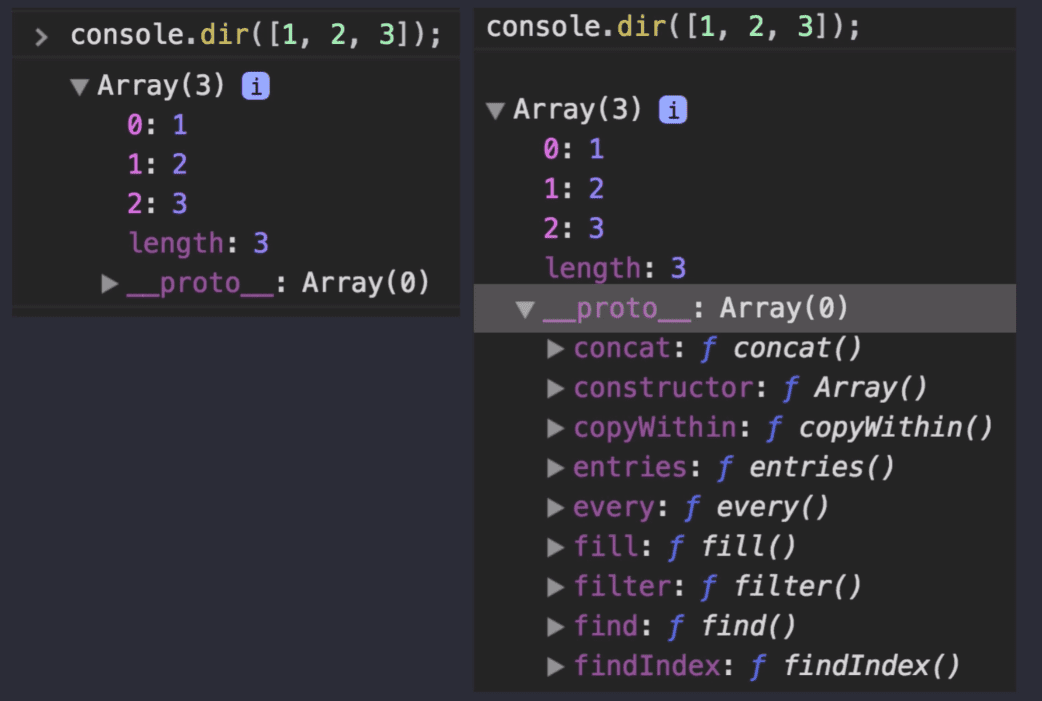 > console.dir([1, 2, 3]);
▼ Array(3) i
0: 1
1: 2
2: 3
length: 3
▶ __proto__: Array(0)
console.dir([1, 2, 3]);
▼ Array(3) i
0: 1
1: 2
2: 3
length: 3
▼ __proto__: Array(0)
▶ concat: ƒ concat()
▶ constructor: ƒ Array()
▶ copyWithin: ƒ copyWithin()
▶ entries: ƒ entries()
▶ every: ƒ every()
▶ fill: ƒ fill()
▶ filter: ƒ filter()
▶ find: ƒ find()
▶ findIndex: ƒ findIndex()